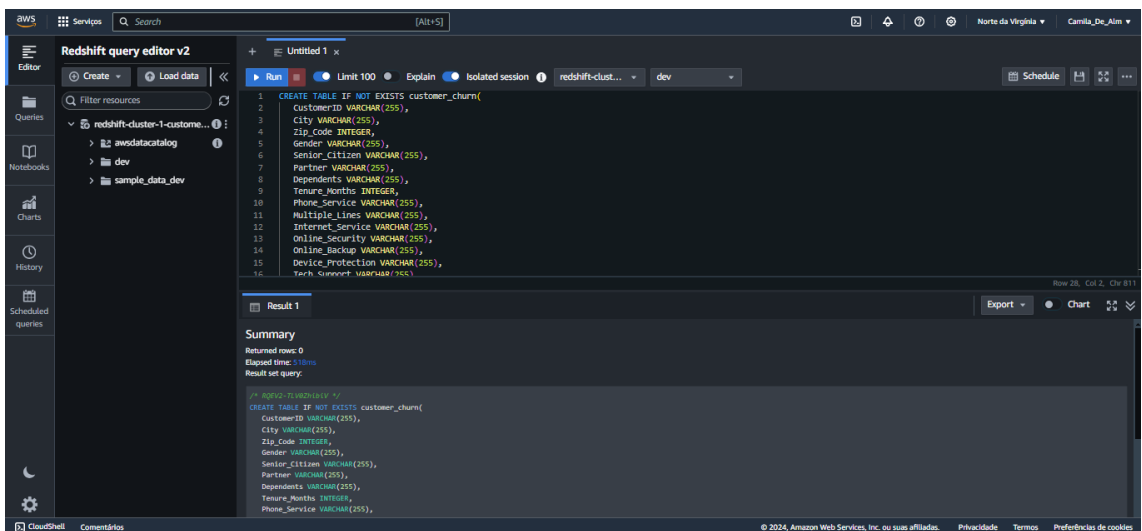 aws Serviços Search [Alt+S] Norte da Virgínia Camila_De_Alm
Editor
Queries
Notebooks
Charts
History
Scheduled queries
Redshift query editor v2
Create Load data
Filter resources
redshift-cluster-1-custome...
awsdatacatalog
dev
sample_data_dev
Untitled 1
Run Limit 100 Explain Isolated session redshift-clust... dev Schedule
1 CREATE TABLE IF NOT EXISTS customer_churn(
2 CustomerID VARCHAR(255),
3 City VARCHAR(255),
4 Zip_Code INTEGER,
5 Gender VARCHAR(255),
6 Senior_Citizen VARCHAR(255),
7 Partner VARCHAR(255),
8 Dependents VARCHAR(255),
9 Tenure_Months INTEGER,
10 Phone_Service VARCHAR(255),
11 Multiple_Lines VARCHAR(255),
12 Internet_Service VARCHAR(255),
13 Online_Security VARCHAR(255),
14 Online_Backup VARCHAR(255),
15 Device_Protection VARCHAR(255),
16 Tech_Support VARCHAR(255)
Row 28, Col 2, Chr 811
Result 1 Export Chart
Summary
Returned rows: 0
Elapsed time: 518ms
Result set query:
CREATE TABLE IF NOT EXISTS customer_churn(
CustomerID VARCHAR(255),
City VARCHAR(255),
Zip_Code INTEGER,
Gender VARCHAR(255),
Senior_Citizen VARCHAR(255),
Partner VARCHAR(255),
Dependents VARCHAR(255),
Tenure_Months INTEGER,
Phone_Service VARCHAR(255),
CloudShell Comentários © 2024, Amazon Web Services, Inc. ou suas afiliadas. Privacidade Termos Preferências de cookies